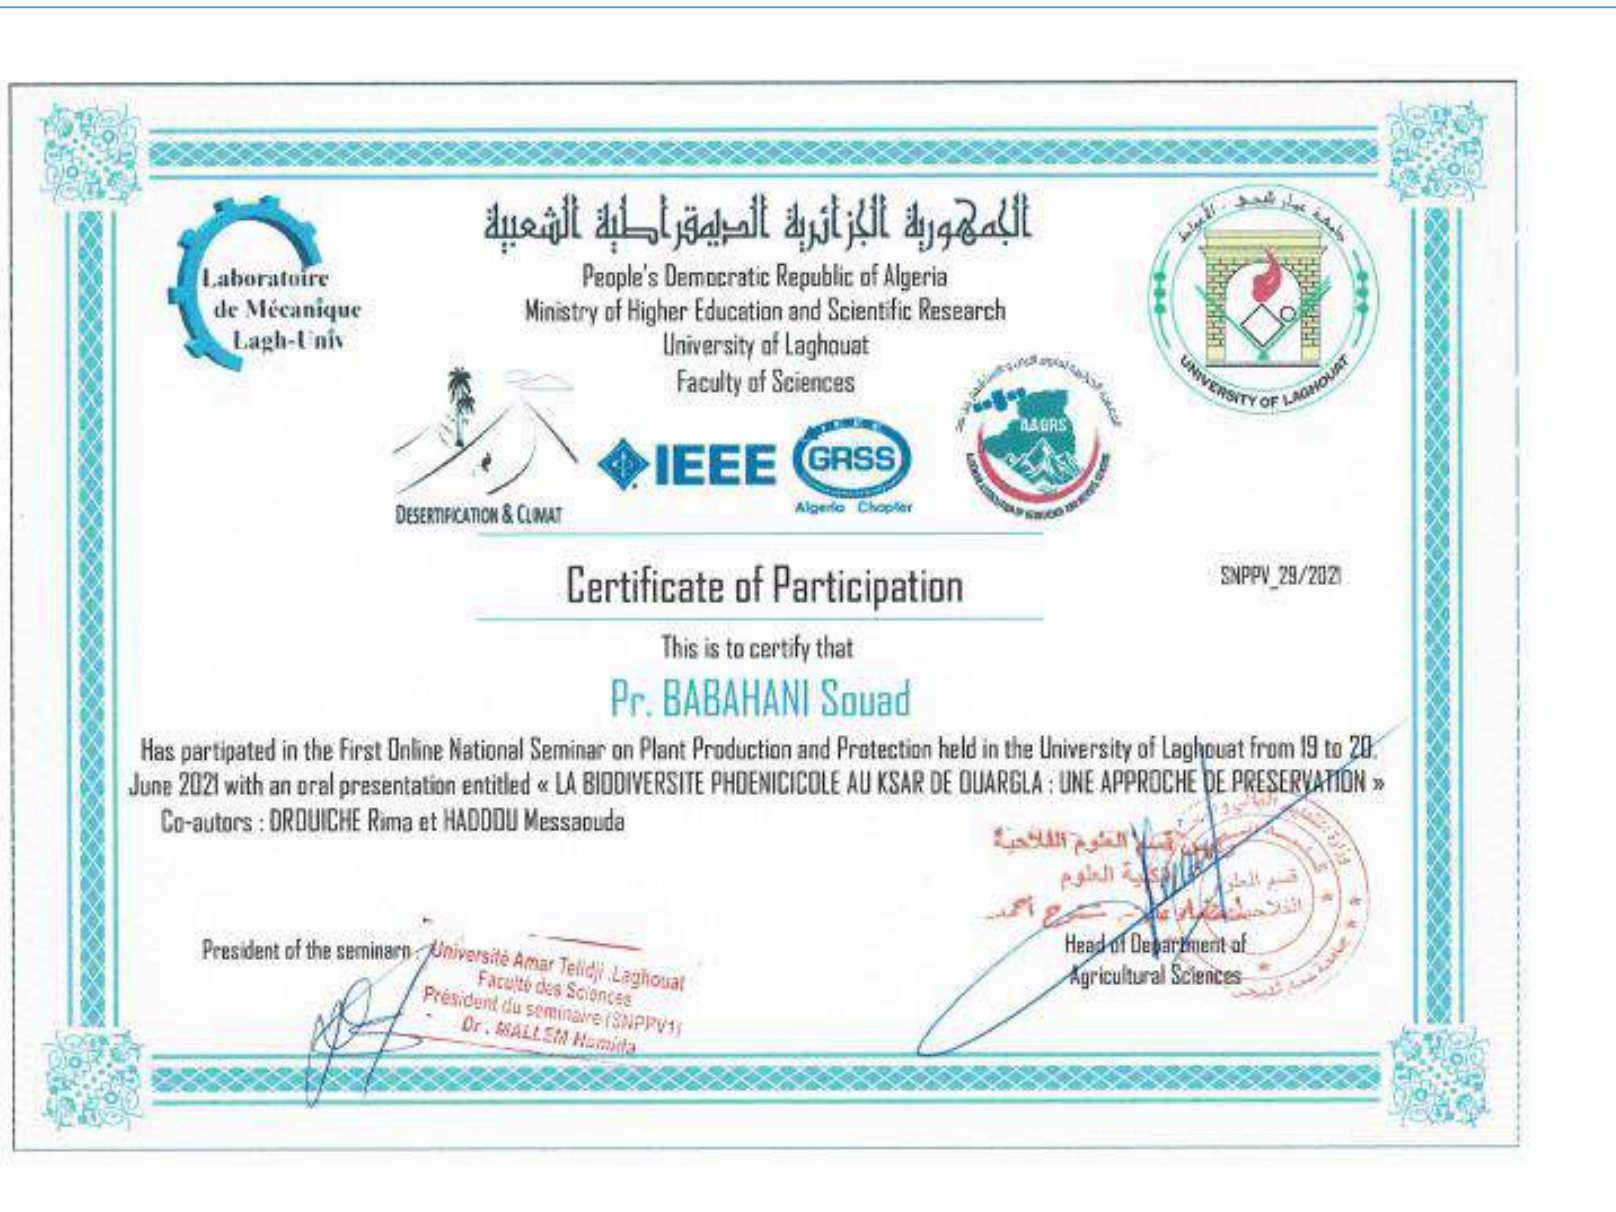 الجمهورية الجزائرية الديمقراطية الشعبية
People's Democratic Republic of Algeria
Ministry of Higher Education and Scientific Research
University of Laghouat
Faculty of Sciences
Laboratoire
de Mécanique
Lagh-Univ
UNIVERSITY OF LAGHOUAT
DESERTIFICATION & CLIMAT
IEEE
GRSS
Algeria Chapter
AAGRS
Certificate of Participation
SNPPV_29/2021
This is to certify that
Pr. BABAHANI Souad
Has partipated in the First Online National Seminar on Plant Production and Protection held in the University of Laghouat from 19 to 20.
June 2021 with an oral presentation entitled « LA BIODIVERSITE PHOENICICOLE AU KSAR DE OUARGLA : UNE APPROCHE DE PRESERVATION »
Co-autors : DROUICHE Rima et HADDOU Messaouda
قسم العلوم الفلاحية
كلية العلوم
President of the seminarn :
Université Amar Telidji .Laghouat
Faculté des Sciences
Président du seminaire (SNPPV1)
Dr . MALLEM Hamida
Head of Department of
Agricultural Sciences